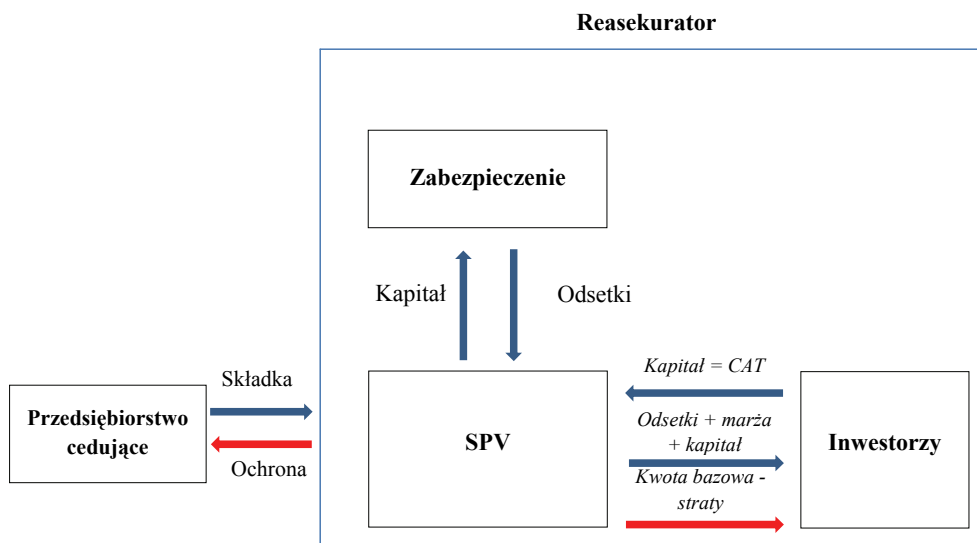 Reasekurator
Zabezpieczenie
Kapitał
Odsetki
Składka
Przedsiębiorstwo
cedujące
Ochrona
SPV
Kapitał = CAT
Odsetki + marża
+ kapitał
Kwota bazowa -
straty
Inwestorzy